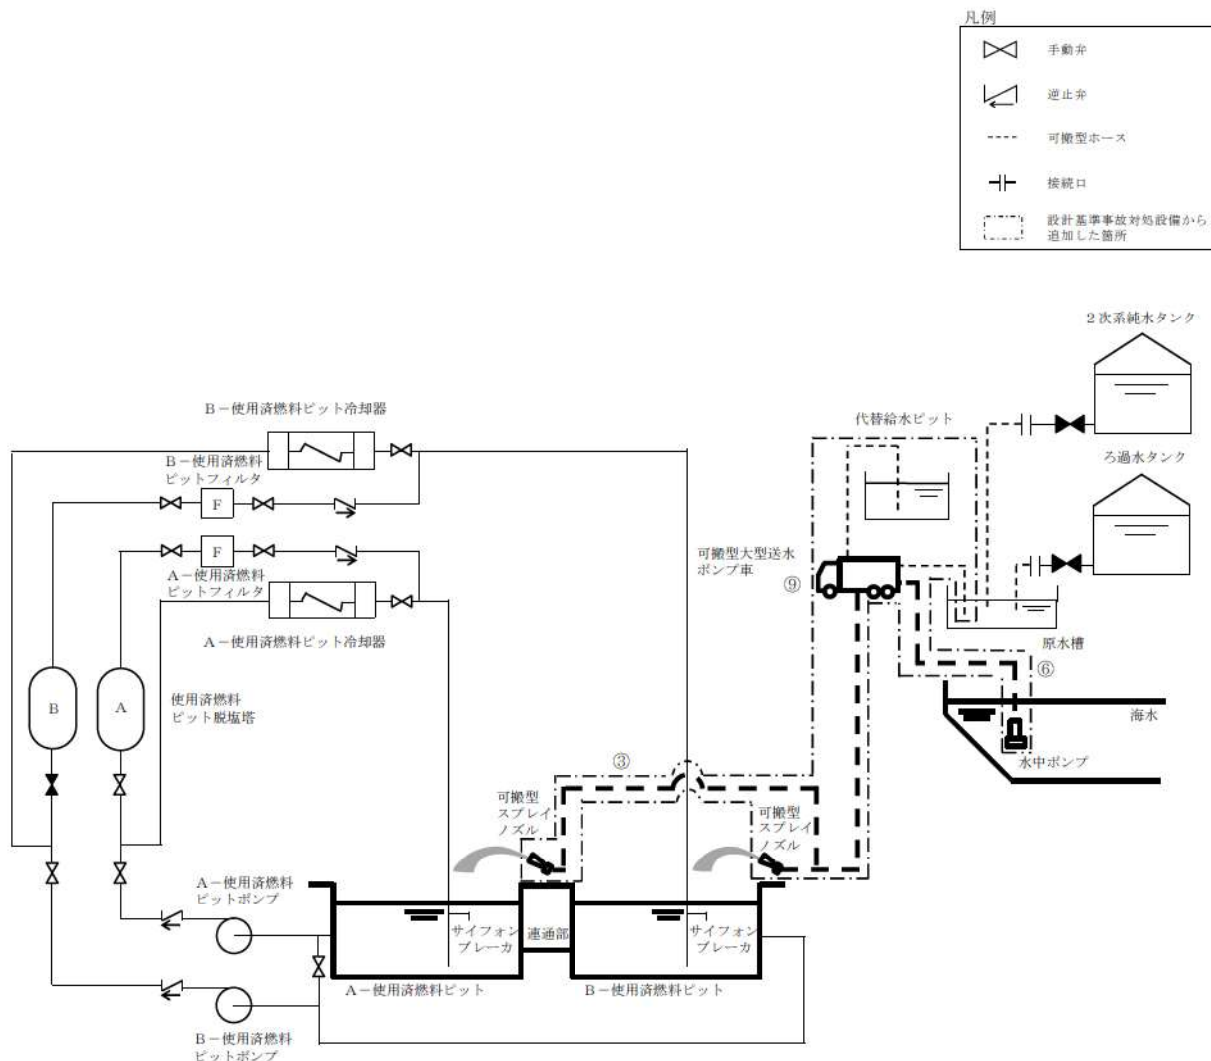 凡例
手動弁
逆止弁
可搬型ホース
接続口
設計基準事故対処設備から
追加した箇所
2次系純水タンク
B-使用済燃料ピット冷却器
代替給水ピット
B-使用済燃料
ピットフィルタ
ろ過水タンク
F
F
可搬型大型送水
ポンプ車
⑨
A-使用済燃料
ピットフィルタ
A-使用済燃料ピット冷却器
原水槽
⑥
B
A
使用済燃料
ピット脱塩塔
海水
水中ポンプ
③
可搬型
スプレイ
ノズル
可搬型
スプレイ
ノズル
A-使用済燃料
ピットポンプ
サイフォン
ブレーカ
連通部
サイフォン
ブレーカ
A-使用済燃料ピット
B-使用済燃料ピット
B-使用済燃料
ピットポンプ